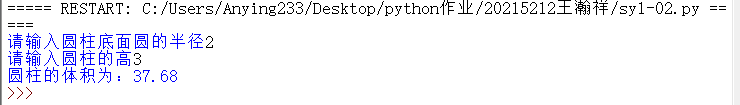 ===== RESTART: C:/Users/Anying233/Desktop/python作业/20215212王瀚祥/sy1-02.py ==
===
请输入圆柱底面圆的半径2
请输入圆柱的高3
圆柱的体积为：37.68
>>>